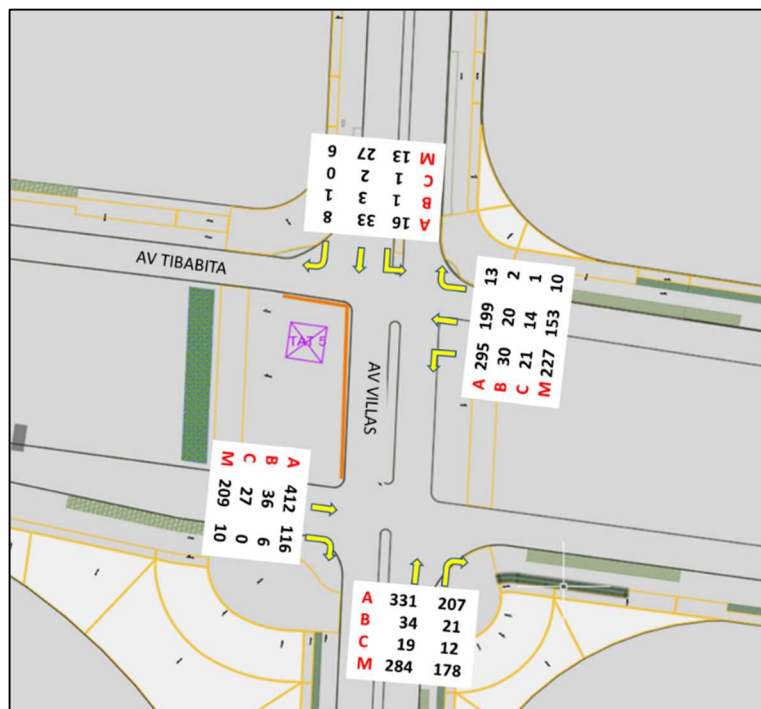 A 16 33 8
B 1 3 1
C 1 2 0
M 13 27 6
AV TIBABITA
A 295 199 13
B 30 20 2
C 21 14 1
M 227 153 10
TAT 5
AV VILLAS
A 412 116
B 36 6
C 27 0
M 209 10
A 331 207
B 34 21
C 19 12
M 284 178